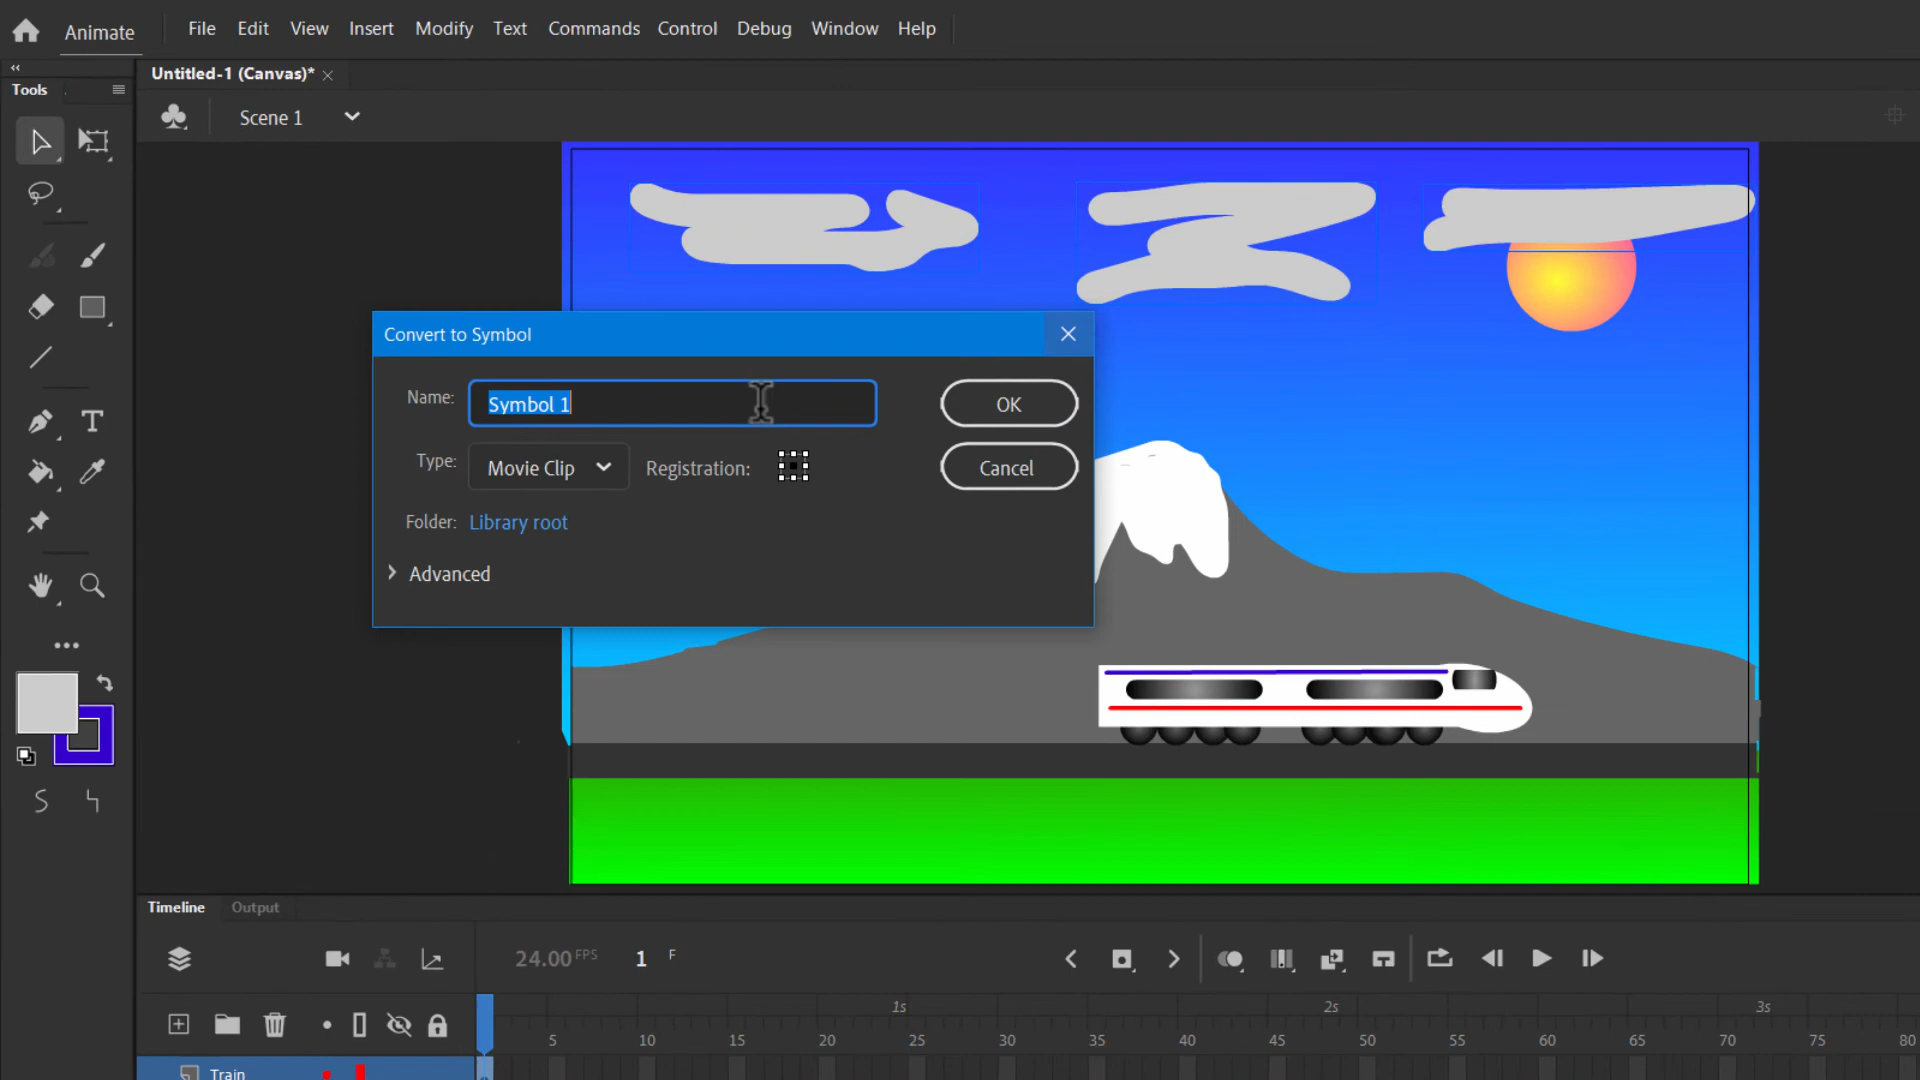 Animate File Edit View Insert Modify Text Commands Control Debug Window Help
Tools
Untitled-1 (Canvas)*
Scene 1
Convert to Symbol
Name: Symbol 1 OK
Type: Movie Clip Registration: Cancel
Folder: Library root
Advanced
Timeline Output
24.00 FPS 1 F
1s 2s 3s
5 10 15 20 25 30 35 40 45 50 55 60 65 70 75 80
Train